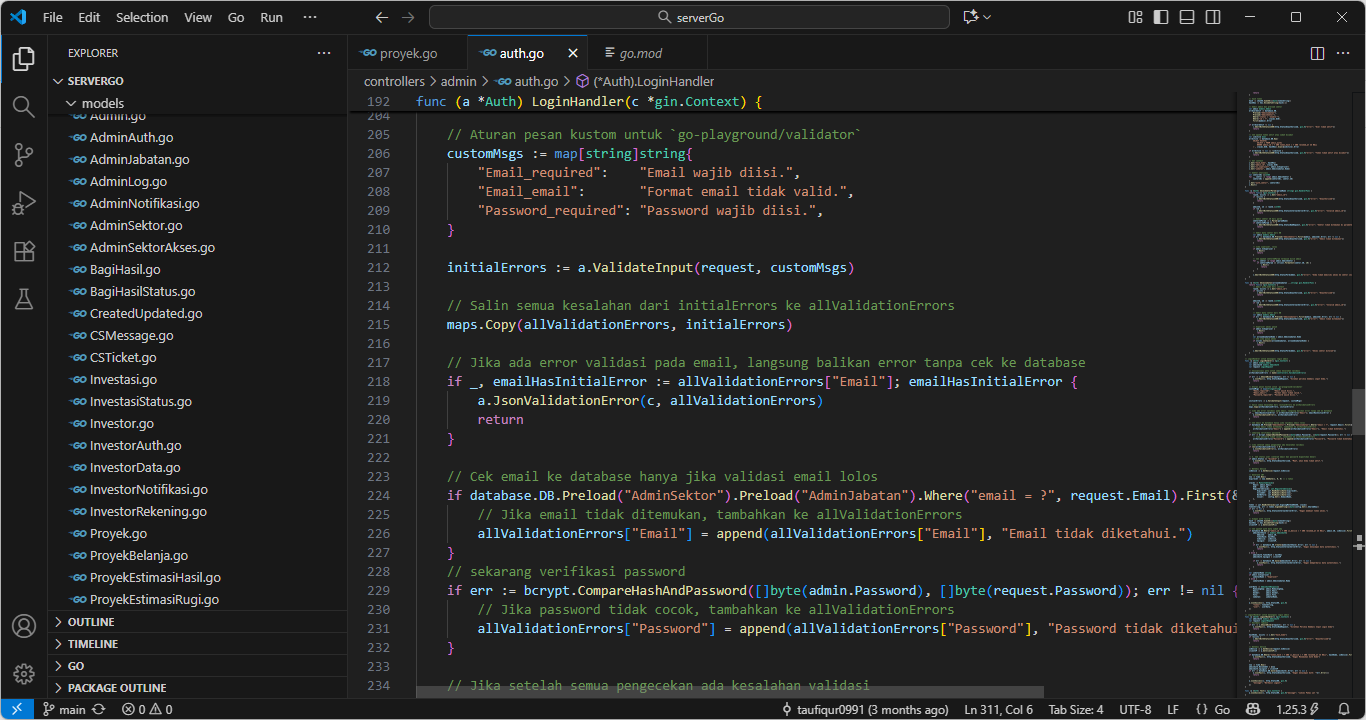 File Edit Selection View Go Run ··· serverGo
EXPLORER ···
SERVERGO
models
Admin.go
AdminAuth.go
AdminJabatan.go
AdminLog.go
AdminNotifikasi.go
AdminSektor.go
AdminSektorAkses.go
BagiHasil.go
BagiHasilStatus.go
CreatedUpdated.go
CSMessage.go
CSTicket.go
Investasi.go
InvestasiStatus.go
Investor.go
InvestorAuth.go
InvestorData.go
InvestorNotifikasi.go
InvestorRekening.go
Proyek.go
ProyekBelanja.go
ProyekEstimasiHasil.go
ProyekEstimasiRugi.go
OUTLINE
TIMELINE
GO
PACKAGE OUTLINE
proyek.go auth.go go.mod
controllers > admin > auth.go > (*Auth).LoginHandler
192 func (a *Auth) LoginHandler(c *gin.Context) {
204
205 // Aturan pesan kustom untuk `go-playground/validator`
206 customMsgs := map[string]string{
207 "Email_required": "Email wajib diisi.",
208 "Email_email": "Format email tidak valid.",
209 "Password_required": "Password wajib diisi.",
210 }
211
212 initialErrors := a.ValidateInput(request, customMsgs)
213
214 // Salin semua kesalahan dari initialErrors ke allValidationErrors
215 maps.Copy(allValidationErrors, initialErrors)
216
217 // Jika ada error validasi pada email, langsung balikan error tanpa cek ke database
218 if _, emailHasInitialError := allValidationErrors["Email"]; emailHasInitialError {
219 a.JsonValidationError(c, allValidationErrors)
220 return
221 }
222
223 // Cek email ke database hanya jika validasi email lolos
224 if database.DB.Preload("AdminSektor").Preload("AdminJabatan").Where("email = ?", request.Email).First(&
225 // Jika email tidak ditemukan, tambahkan ke allValidationErrors
226 allValidationErrors["Email"] = append(allValidationErrors["Email"], "Email tidak diketahui.")
227 }
228 // sekarang verifikasi password
229 if err := bcrypt.CompareHashAndPassword([]byte(admin.Password), []byte(request.Password)); err != nil {
230 // Jika password tidak cocok, tambahkan ke allValidationErrors
231 allValidationErrors["Password"] = append(allValidationErrors["Password"], "Password tidak diketahui
232 }
233
234 // Jika setelah semua pengecekan ada kesalahan validasi
main 0 0 taufiqur0991 (3 months ago) Ln 311, Col 6 Tab Size: 4 UTF-8 LF {} Go 1.25.3